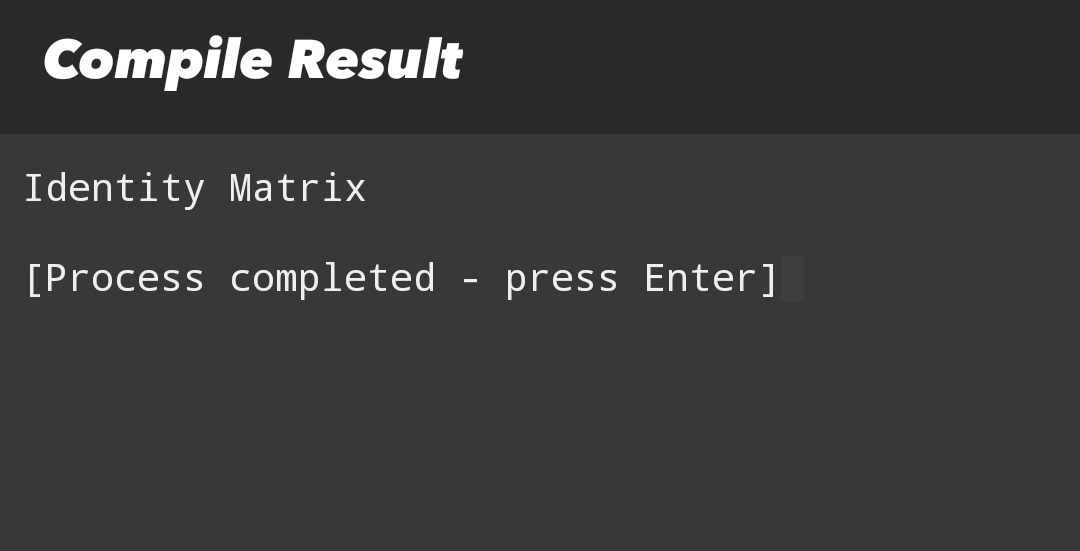 Compile Result
Identity Matrix
[Process completed - press Enter]